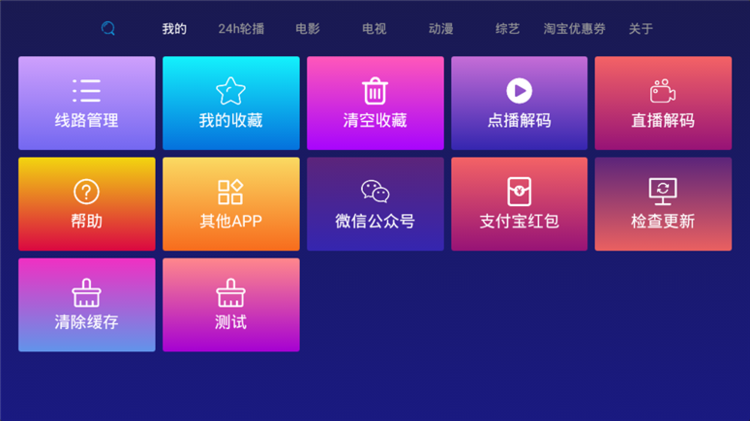 我的 24h轮播 电影 电视 动漫 综艺 淘宝优惠券 关于
线路管理 我的收藏 清空收藏 点播解码 直播解码
帮助 其他APP 微信公众号 支付宝红包 检查更新
清除缓存 测试